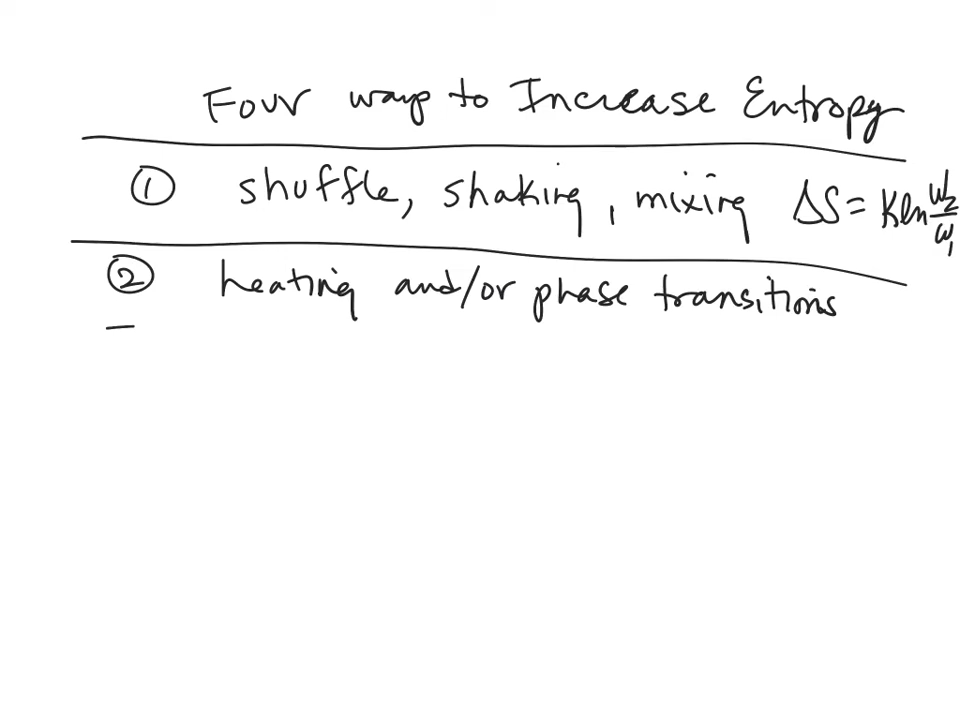 Four ways to Increase Entropy
① shuffle, shaking, mixing ΔS = k ln W₂/W₁
② heating and/or phase transitions